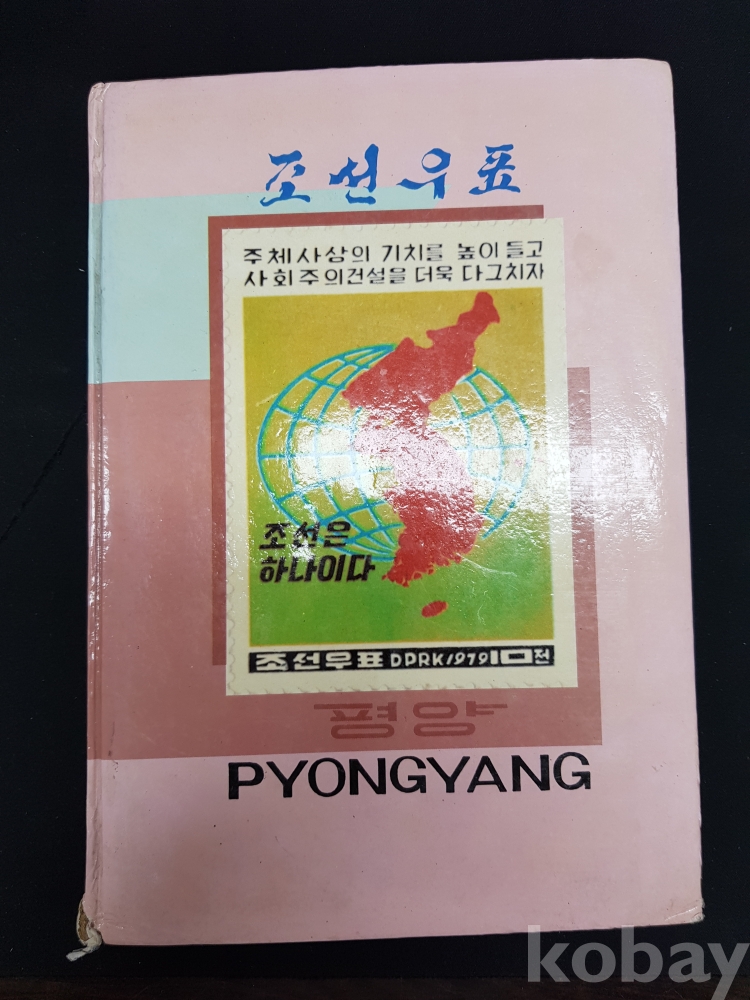 조선우표
주체사상의 기치를 높이 들고
사회주의건설을 더욱 다그치자
조선은
하나이다
조선우표 DPRK/1979 10전
평양
PYONGYANG
kobay